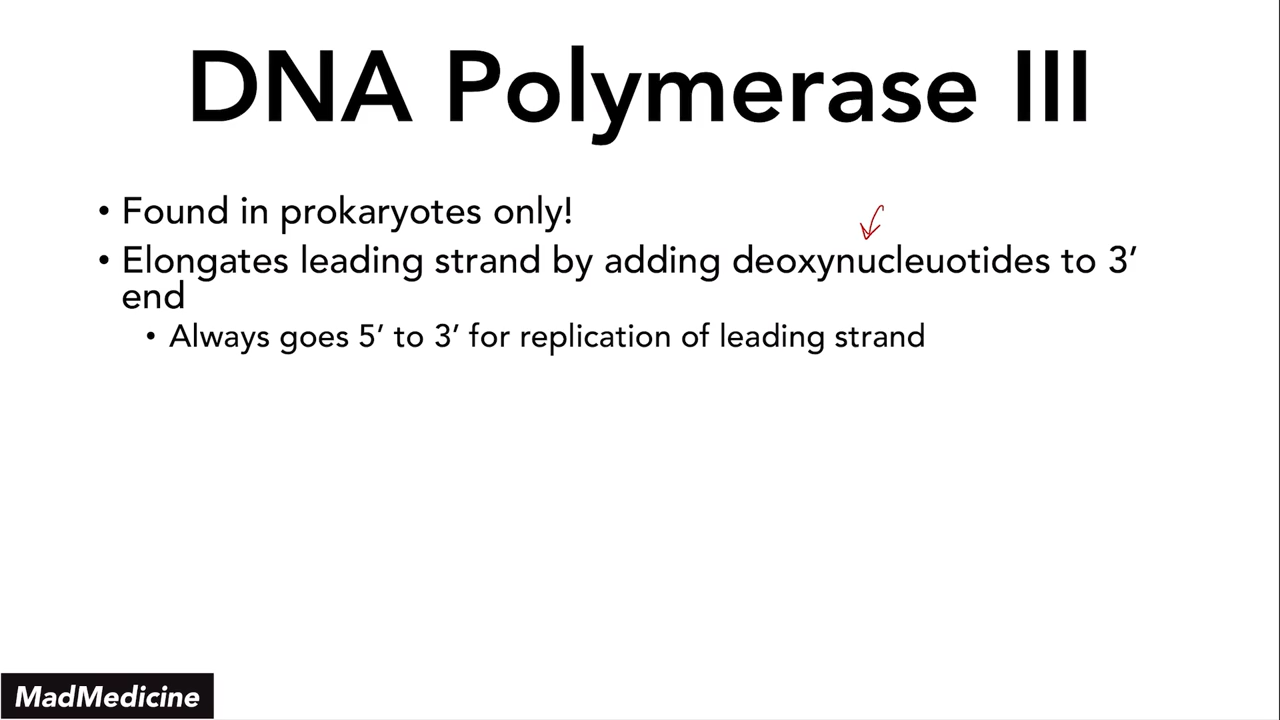 DNA Polymerase III
• Found in prokaryotes only!
• Elongates leading strand by adding deoxynucleuotides to 3’
end
• Always goes 5’ to 3’ for replication of leading strand
MadMedicine